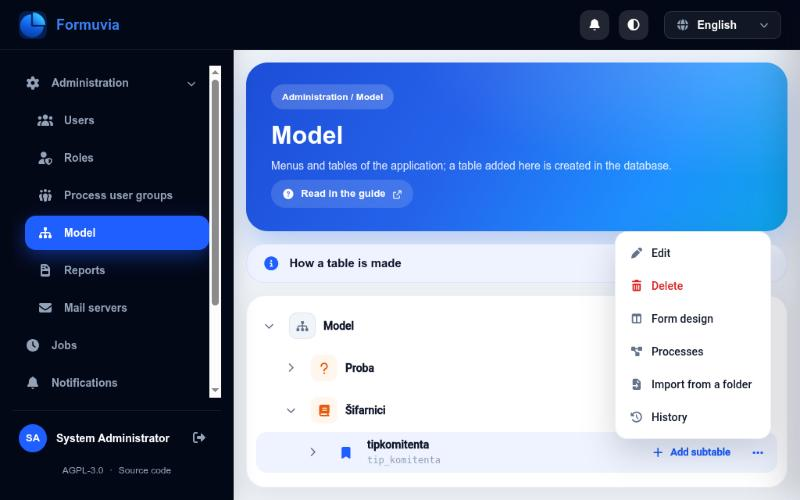 Formuvia
English
Administration
Users
Roles
Process user groups
Model
Reports
Mail servers
Jobs
Notifications
SA
System Administrator
AGPL-3.0 · Source code
Administration / Model
Model
Menus and tables of the application; a table added here is created in the database.
Read in the guide
How a table is made
Model
Proba
Šifarnici
tipkomitenta
tip_komitenta
Add subtable
Edit
Delete
Form design
Processes
Import from a folder
History